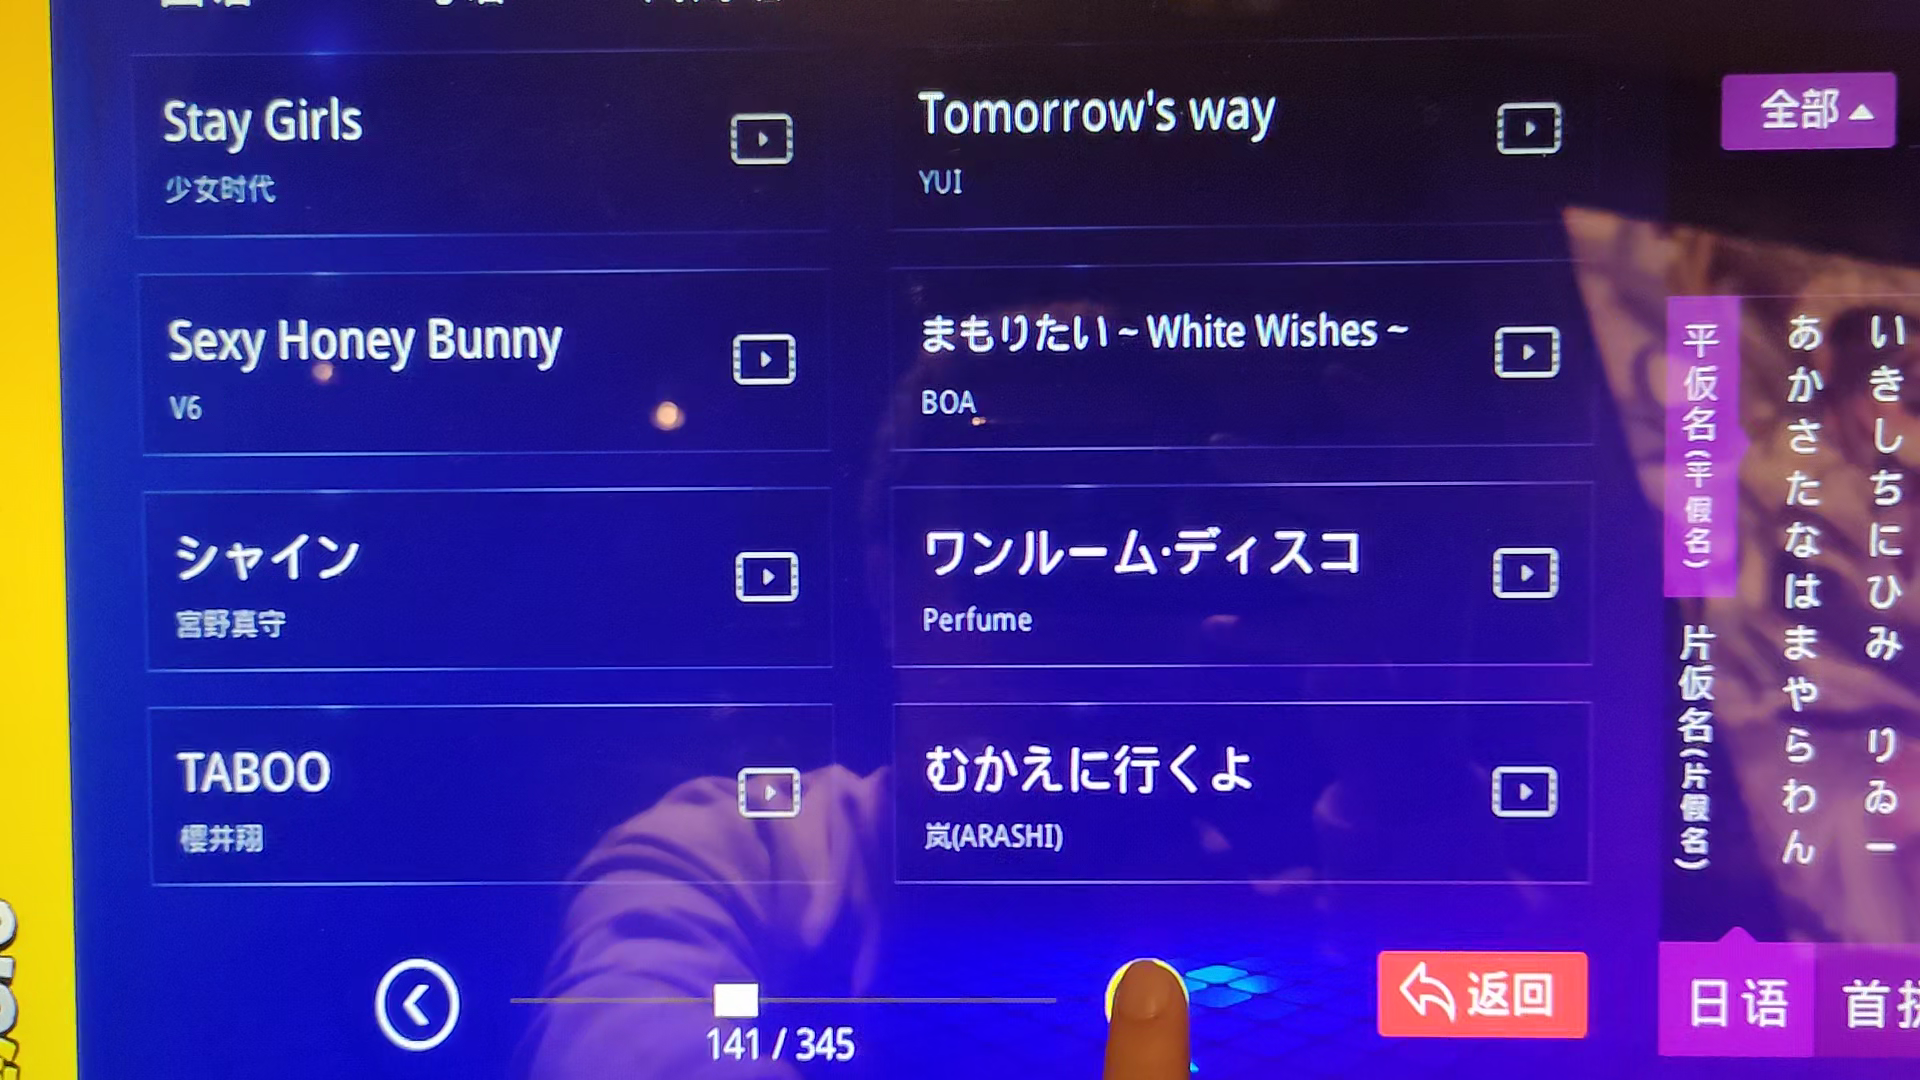 Stay Girls
少女时代
Tomorrow's way
YUI
全部
Sexy Honey Bunny
V6
まもりたい ~ White Wishes ~
BOA
シャイン
宮野真守
ワンルーム·ディスコ
Perfume
TABOO
櫻井翔
むかえに行くよ
岚(ARASHI)
平仮名(平假名)
片仮名(片假名)
あかさたなはまやらわん
いきしちにひみ りゐー
141 / 345
返回
日语
首拼